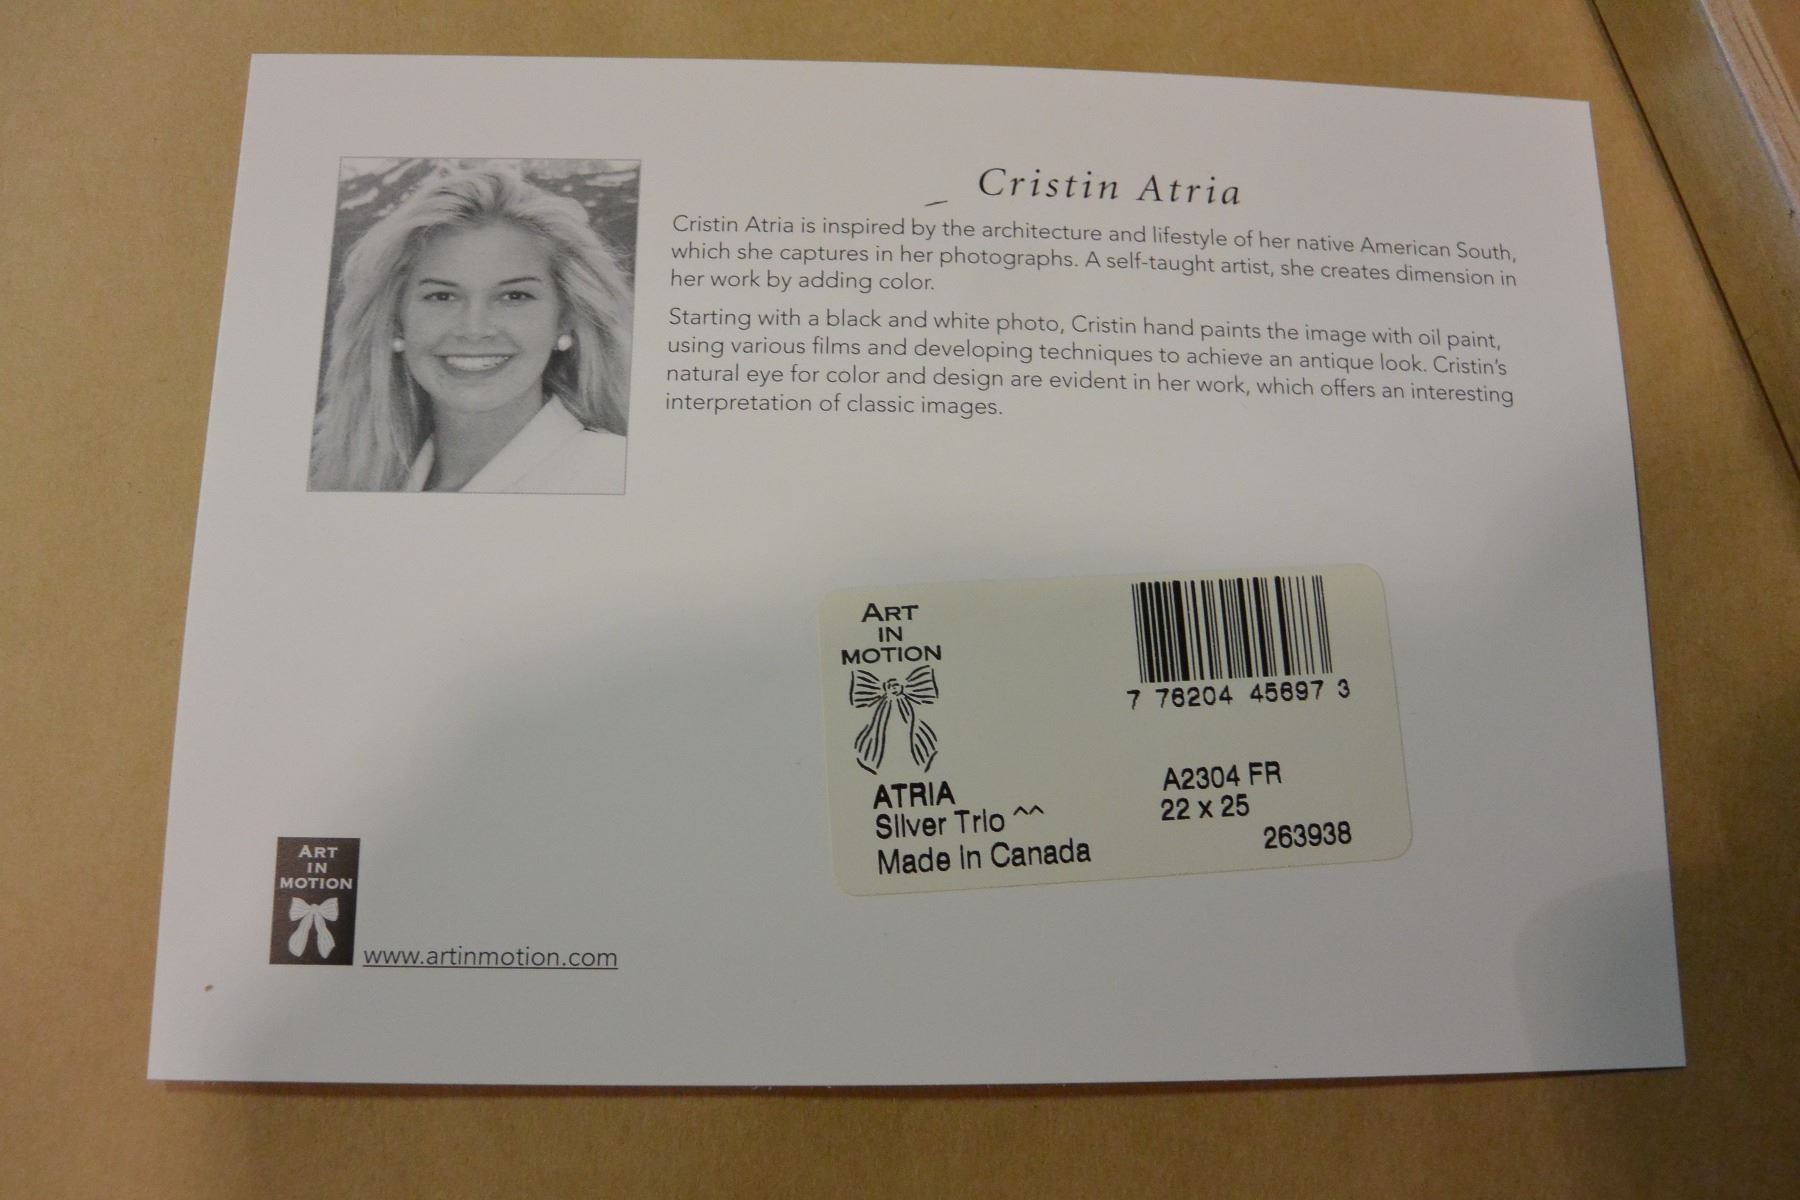 Cristin Atria
Cristin Atria is inspired by the architecture and lifestyle of her native American South,
which she captures in her photographs. A self-taught artist, she creates dimension in
her work by adding color.
Starting with a black and white photo, Cristin hand paints the image with oil paint,
using various films and developing techniques to achieve an antique look. Cristin's
natural eye for color and design are evident in her work, which offers an interesting
interpretation of classic images.
ART
IN
MOTION
7 76204 45697 3
ATRIA
Silver Trio ^^
Made in Canada
A2304 FR
22 x 25
263938
ART
IN
MOTION
www.artinmotion.com